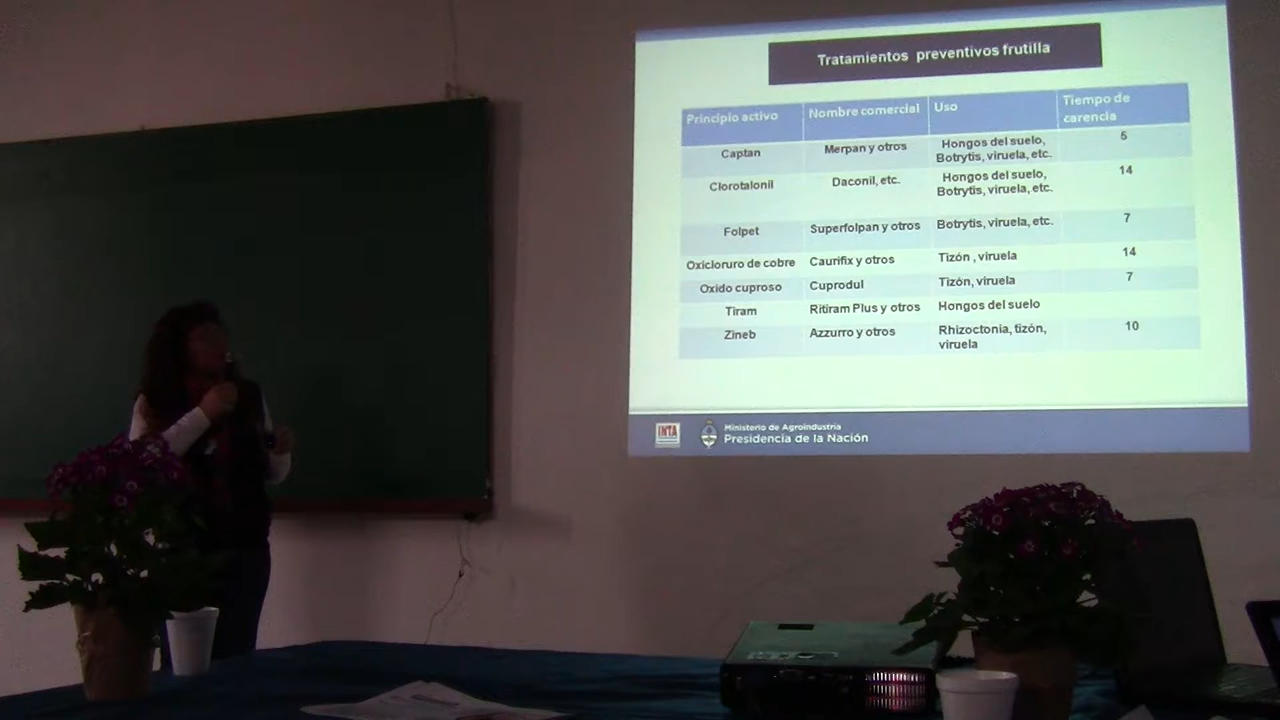 Tratamientos preventivos frutilla
Principio activo Nombre comercial Uso Tiempo de carencia
Captan Merpan y otros Hongos del suelo, Botrytis, viruela, etc. 5
Clorotalonil Daconil, etc. Hongos del suelo, Botrytis, viruela, etc. 14
Folpet Superfolpan y otros Botrytis, viruela, etc. 7
Oxicloruro de cobre Caurifix y otros Tizón , viruela 14
Oxido cuproso Cuprodul Tizón, viruela 7
Tiram Ritiram Plus y otros Hongos del suelo
Zineb Azzurro y otros Rhizoctonia, tizón, viruela 10
INTA
Ministerio de Agroindustria
Presidencia de la Nación